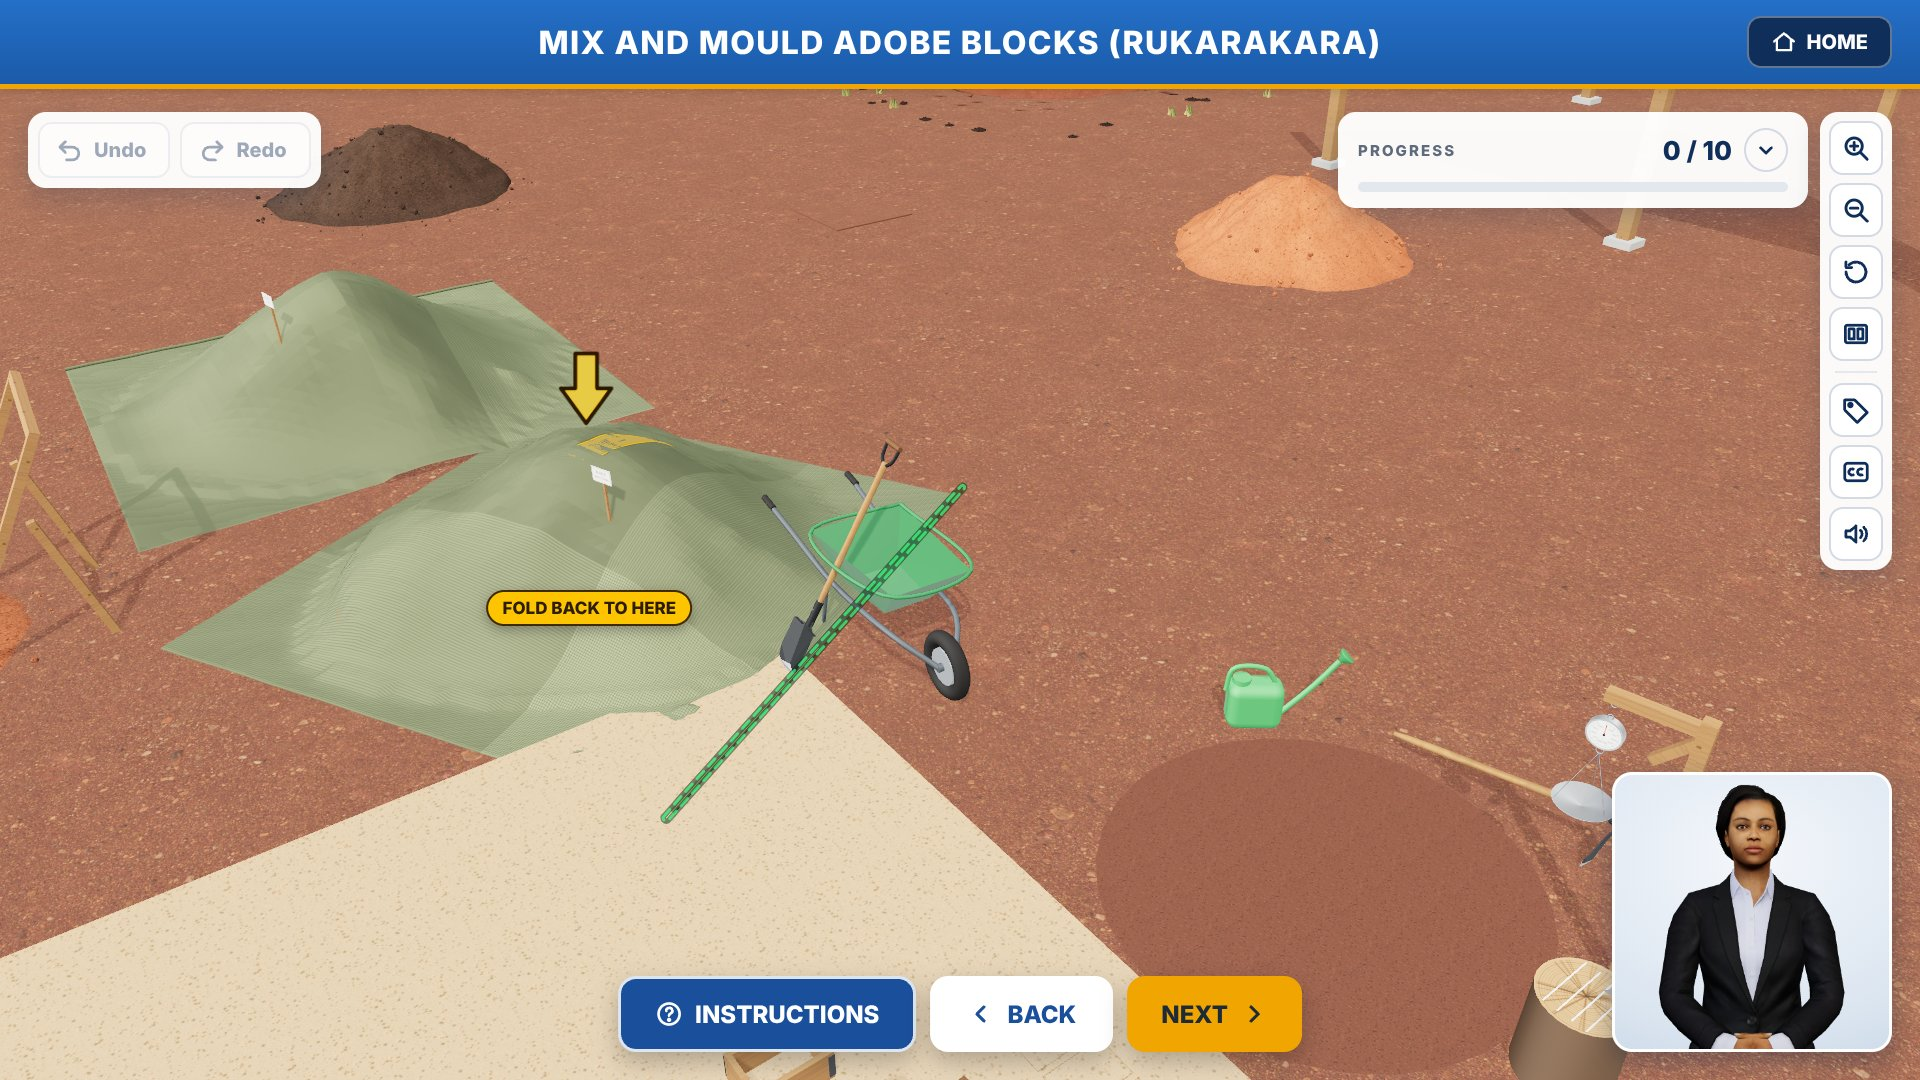 MIX AND MOULD ADOBE BLOCKS (RUKARAKARA)
HOME
Undo
Redo
PROGRESS
0 / 10
CC
FOLD BACK TO HERE
INSTRUCTIONS
BACK
NEXT